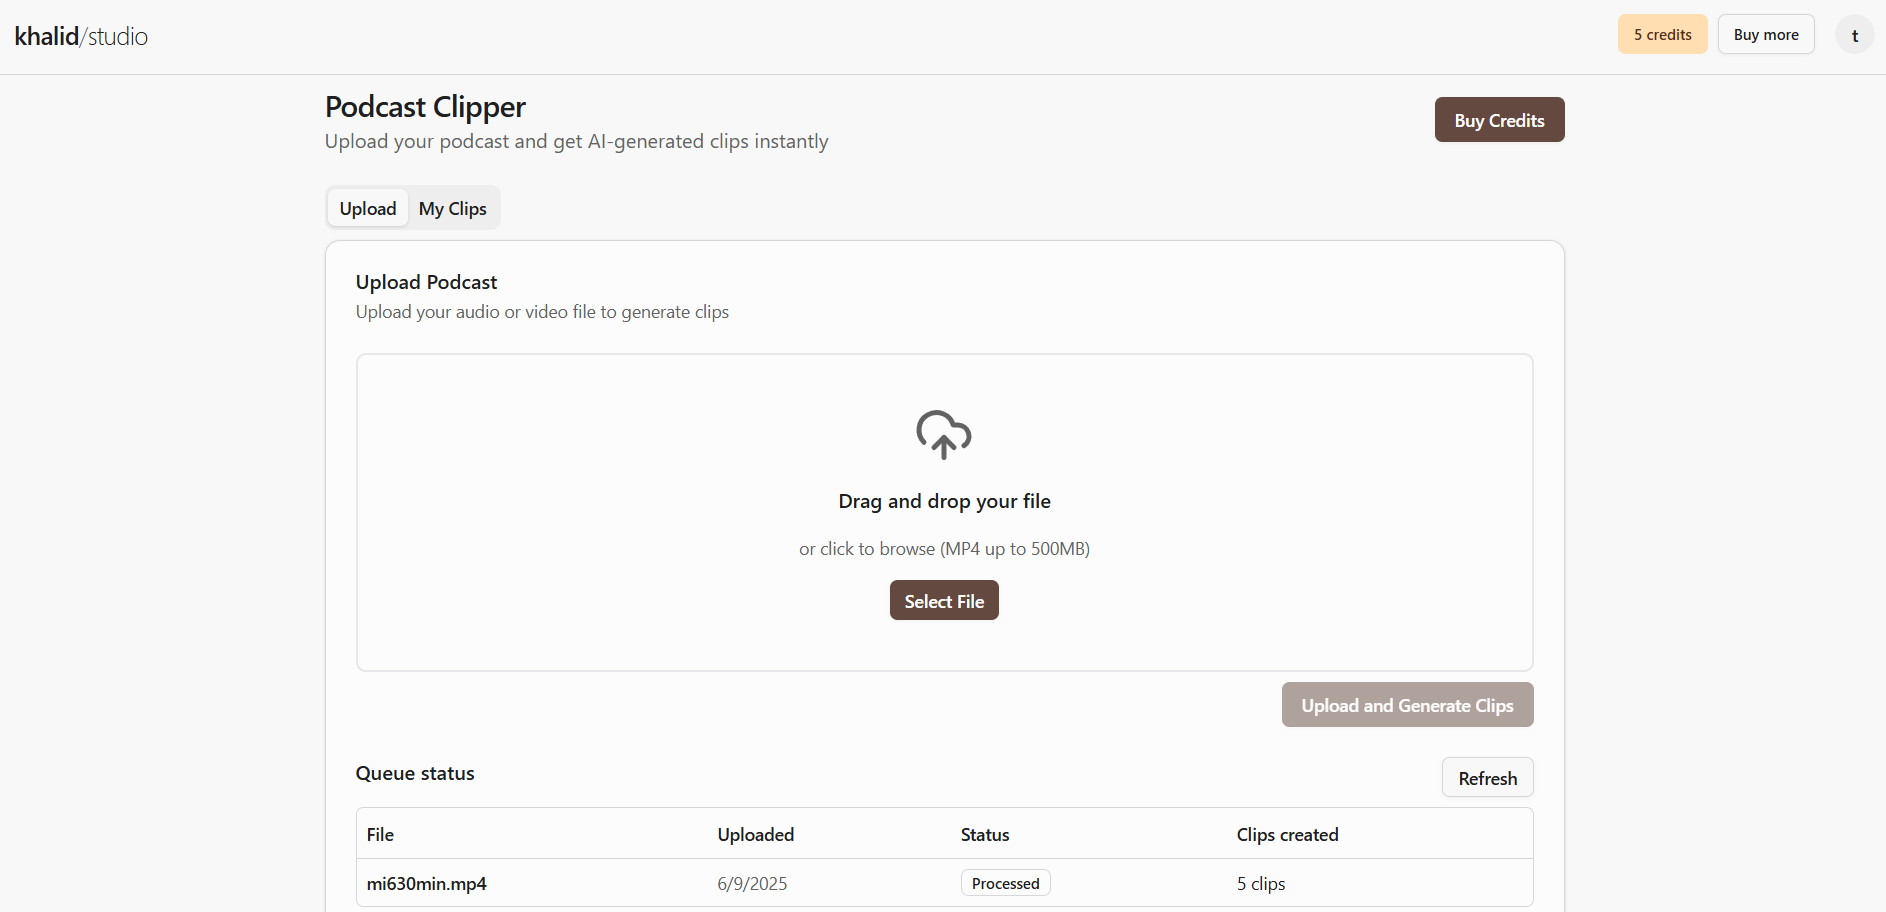 khalid/studio
5 credits
Buy more
t
Podcast Clipper
Upload your podcast and get AI-generated clips instantly
Buy Credits
Upload
My Clips
Upload Podcast
Upload your audio or video file to generate clips
Drag and drop your file
or click to browse (MP4 up to 500MB)
Select File
Upload and Generate Clips
Queue status
Refresh
File Uploaded Status Clips created
mi630min.mp4 6/9/2025 Processed 5 clips